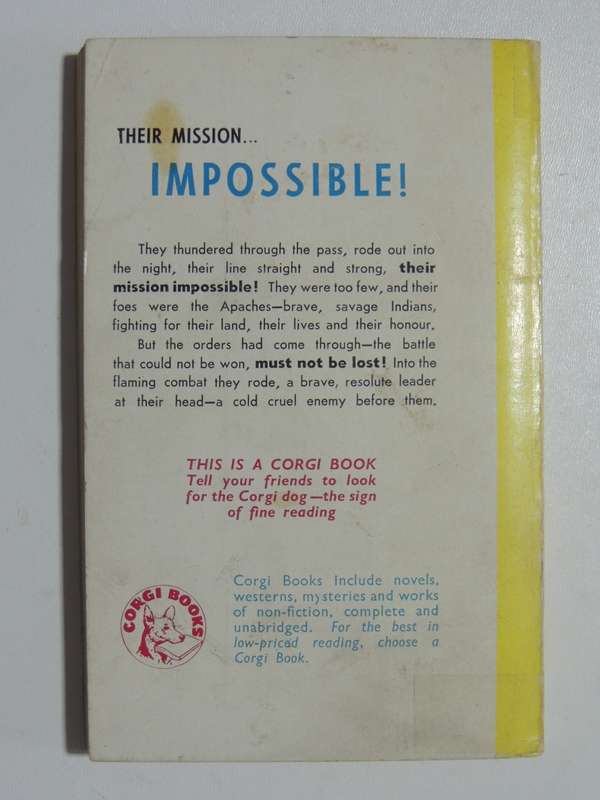 THEIR MISSION...
IMPOSSIBLE!
They thundered through the pass, rode out into
the night, their line straight and strong, their
mission impossible! They were too few, and their
foes were the Apaches—brave, savage Indians,
fighting for their land, their lives and their honour.
But the orders had come through—the battle
that could not be won, must not be lost! Into the
flaming combat they rode, a brave, resolute leader
at their head—a cold cruel enemy before them.
THIS IS A CORGI BOOK
Tell your friends to look
for the Corgi dog—the sign
of fine reading
CORGI BOOKS
Corgi Books include novels,
westerns, mysteries and works
of non-fiction, complete and
unabridged. For the best in
low-priced reading, choose a
Corgi Book.